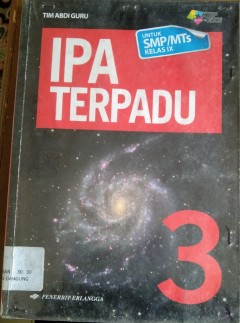 TIM ABDI GURU
UNTUK
SMP/MTs
KELAS IX
IPA
TERPADU
3
PENERBIT ERLANGGA